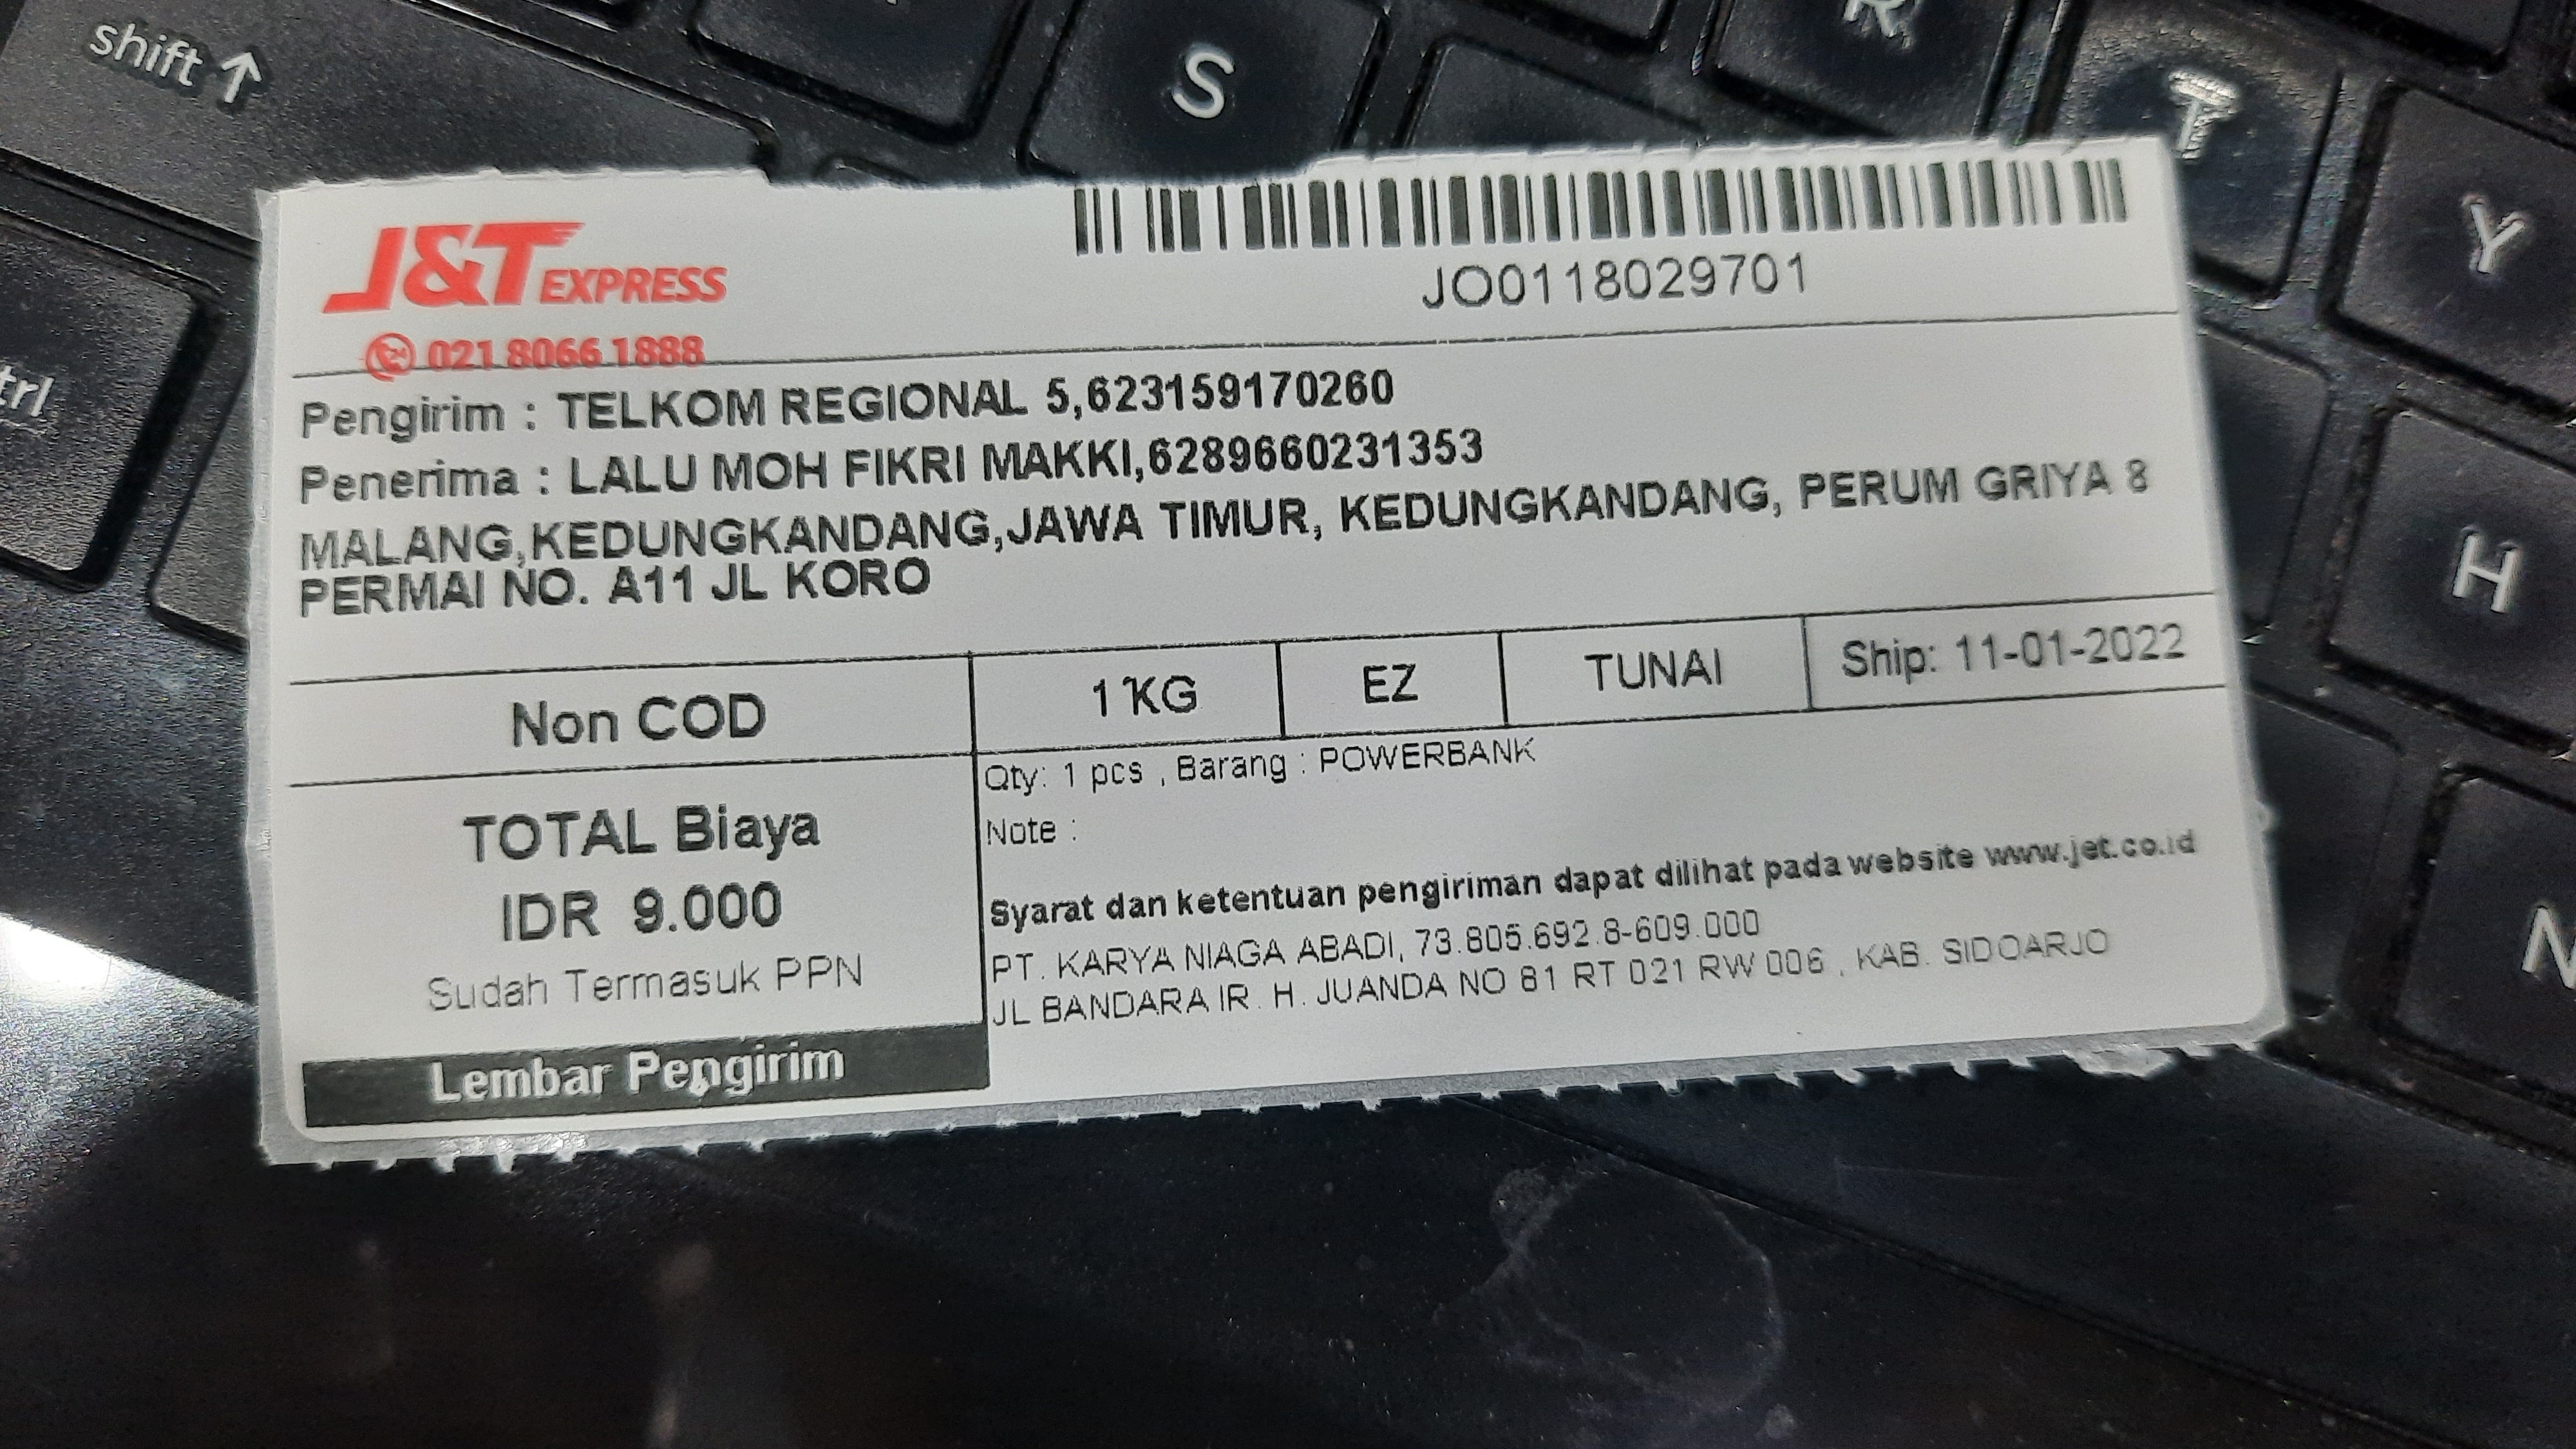 J&T EXPRESS
021 8066 1888
JO0118029701
Pengirim : TELKOM REGIONAL 5,623159170260
Penerima : LALU MOH FIKRI MAKKI,6289660231353
MALANG,KEDUNGKANDANG,JAWA TIMUR, KEDUNGKANDANG, PERUM GRIYA 8
PERMAI NO. A11 JL KORO
Non COD
1 KG
EZ
TUNAI
Ship: 11-01-2022
TOTAL Biaya
IDR 9.000
Sudah Termasuk PPN
Lembar Pengirim
Qty : 1 pcs , Barang : POWERBANK
Note :
Syarat dan ketentuan pengiriman dapat dilihat pada website www.jet.co.id
PT. KARYA NIAGA ABADI, 73.805.692.8-609.000
JL BANDARA IR. H. JUANDA NO 81 RT 021 RW 006 , KAB. SIDOARJO
shift
S
Y
H